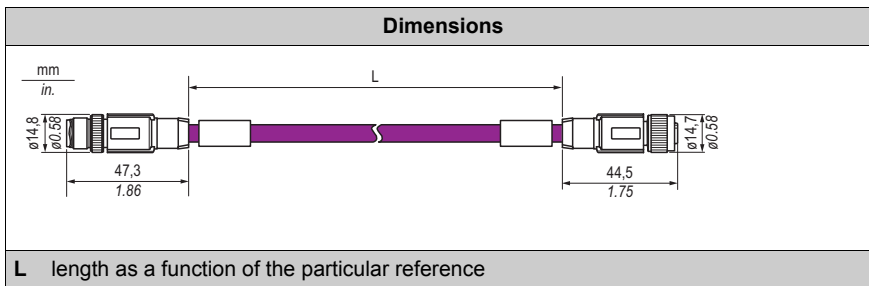 Dimensions
mm
in.
L
ø14,8
ø0.58
47,3
1.86
ø14,7
ø0.58
44,5
1.75
L length as a function of the particular reference